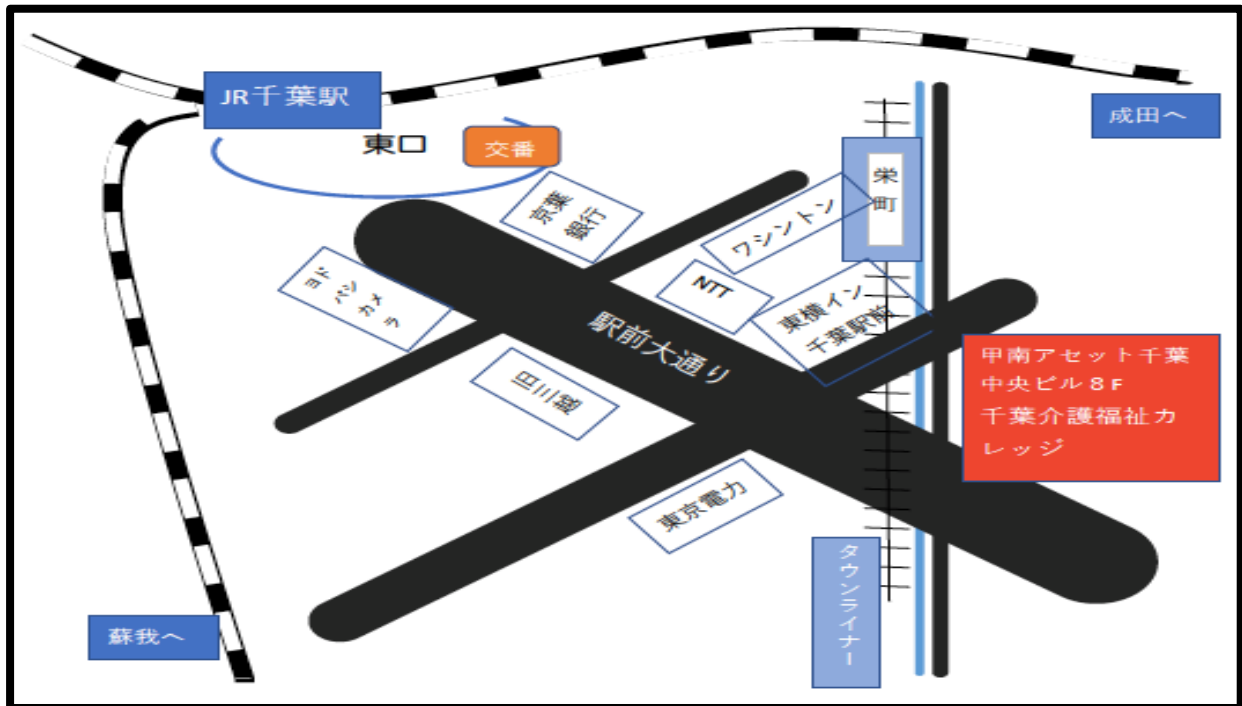 JR千葉駅
成田へ
東口
交番
京葉
銀行
ワシントン
栄
町
ヨド
バシ
カメ
ラ
NTT
東横イン
千葉駅前
駅前大通り
旧三越
甲南アセット千葉
中央ビル8F
千葉介護福祉カ
レッジ
東京電力
タウンライナー
蘇我へ